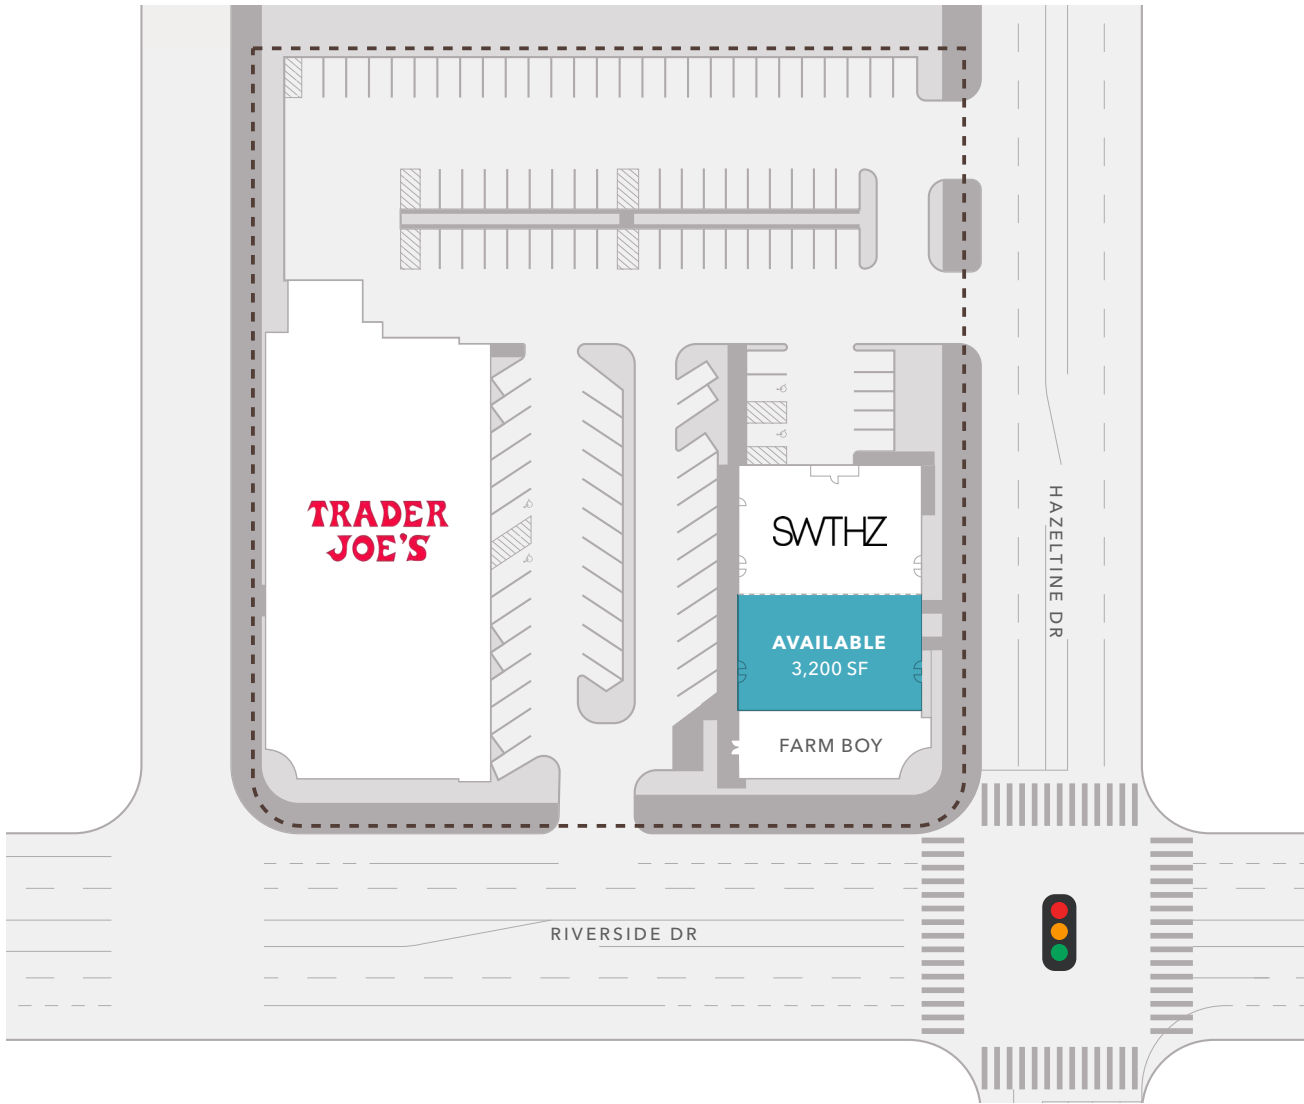 TRADER
JOE'S
SWTHZ
AVAILABLE
3,200 SF
FARM BOY
HAZELTINE DR
RIVERSIDE DR